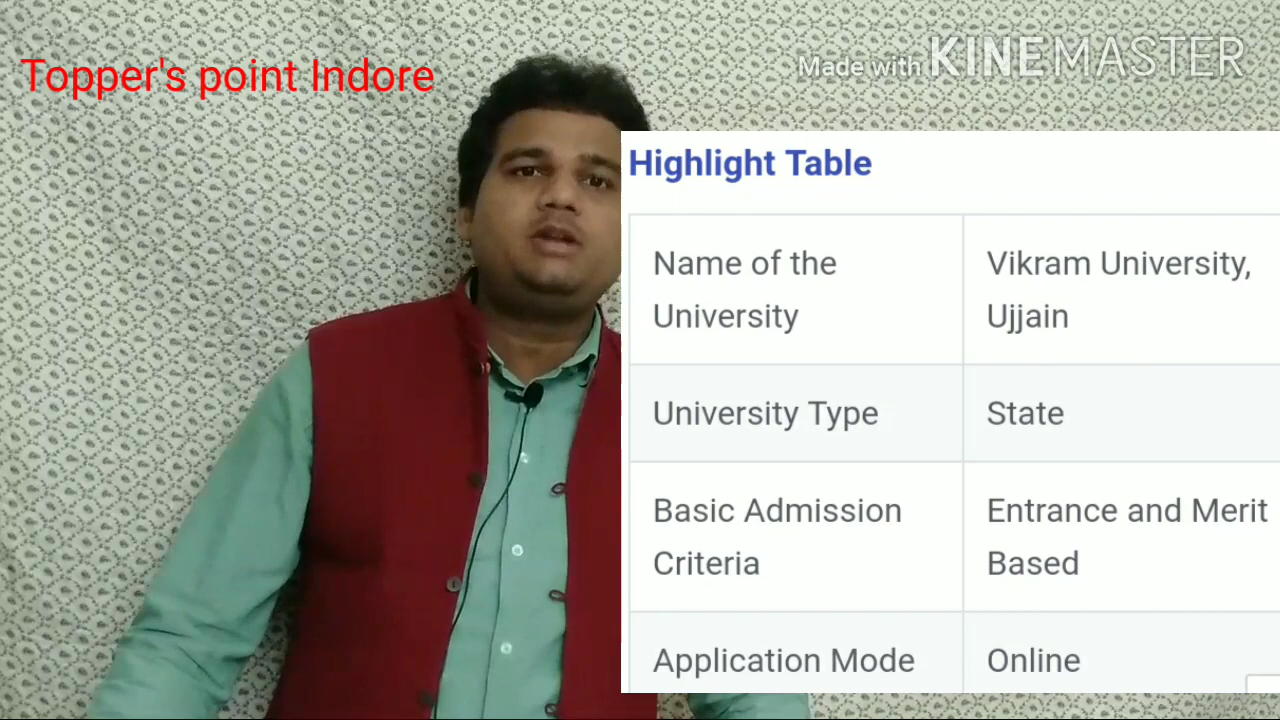 Topper's point Indore
Made with KINEMASTER
Highlight Table
Name of the
University
Vikram University,
Ujjain
University Type
State
Basic Admission
Criteria
Entrance and Merit
Based
Application Mode
Online